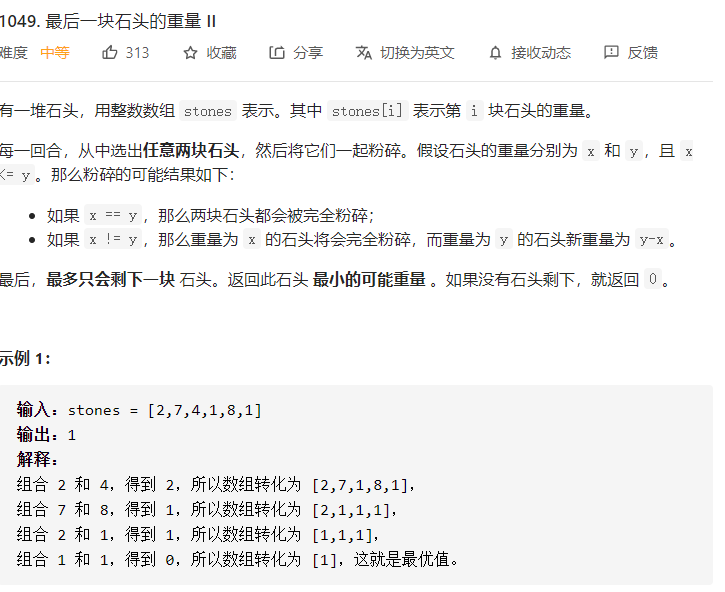 1049. 最后一块石头的重量 II
难度 中等 313 收藏 分享 切换为英文 接收动态 反馈
有一堆石头，用整数数组 stones 表示。其中 stones[i] 表示第 i 块石头的重量。
每一回合，从中选出任意两块石头，然后将它们一起粉碎。假设石头的重量分别为 x 和 y，且 x
<= y。那么粉碎的可能结果如下：
• 如果 x == y，那么两块石头都会被完全粉碎；
• 如果 x != y，那么重量为 x 的石头将会完全粉碎，而重量为 y 的石头新重量为 y-x。
最后，最多只会剩下一块 石头。返回此石头 最小的可能重量 。如果没有石头剩下，就返回 0。
示例 1：
输入：stones = [2,7,4,1,8,1]
输出：1
解释：
组合 2 和 4，得到 2，所以数组转化为 [2,7,1,8,1]，
组合 7 和 8，得到 1，所以数组转化为 [2,1,1,1]，
组合 2 和 1，得到 1，所以数组转化为 [1,1,1]，
组合 1 和 1，得到 0，所以数组转化为 [1]，这就是最优值。